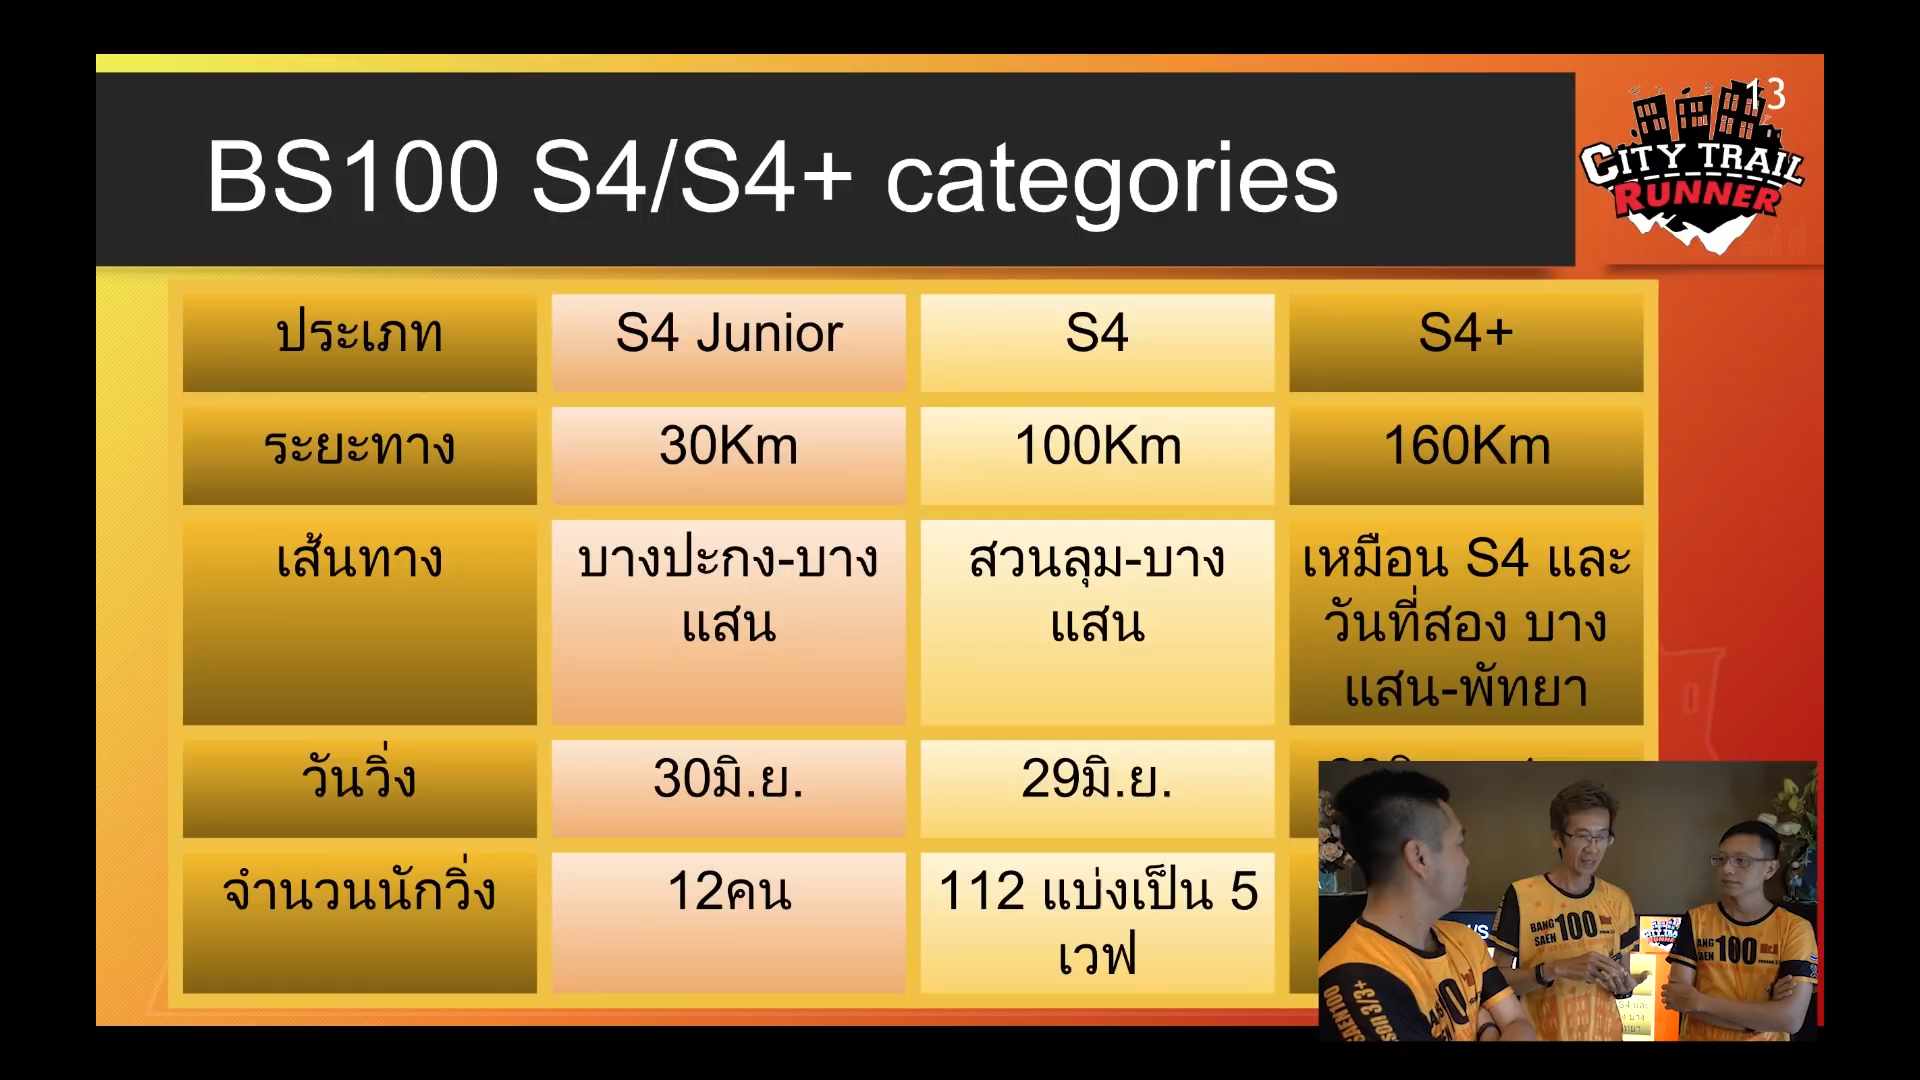 13
CITY TRAIL
RUNNER
BS100 S4/S4+ categories
ประเภท
S4 Junior
S4
S4+
ระยะทาง
30Km
100Km
160Km
เส้นทาง
บางปะกง-บาง
แสน
สวนลุม-บาง
แสน
เหมือน S4 และ
วันที่สอง บาง
แสน-พัทยา
วันวิ่ง
30มิ.ย.
29มิ.ย.
จำนวนนักวิ่ง
12คน
112 แบ่งเป็น 5
เวฟ
BANG
SAEN
100
100